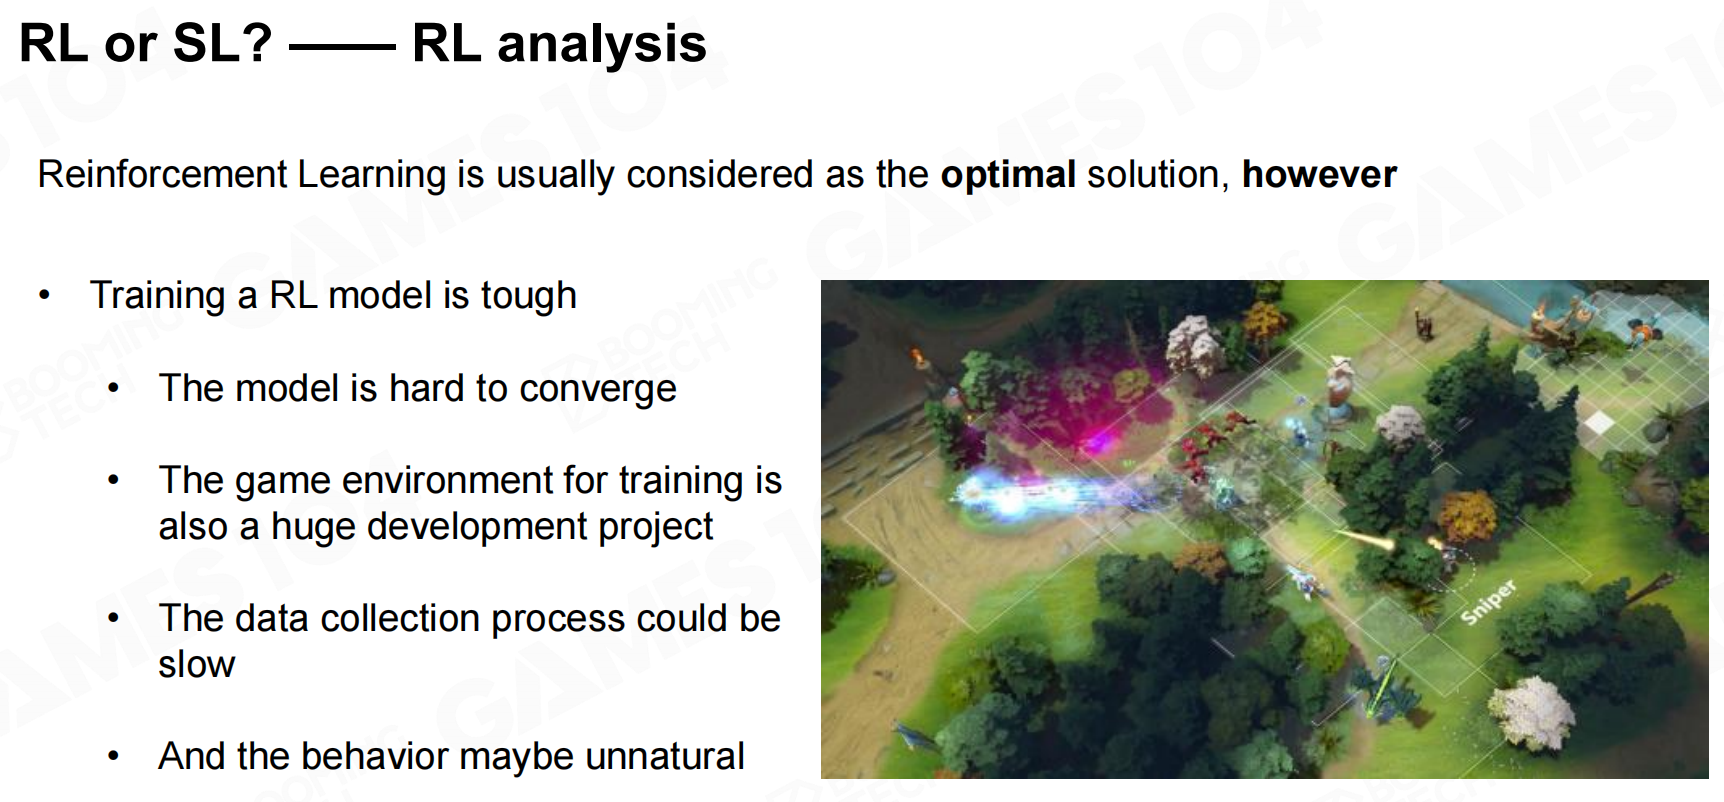 RL or SL? —— RL analysis
Reinforcement Learning is usually considered as the optimal solution, however
• Training a RL model is tough
• The model is hard to converge
• The game environment for training is
also a huge development project
• The data collection process could be
slow
• And the behavior maybe unnatural
Sniper
GAMES104
BOOMING
TECH